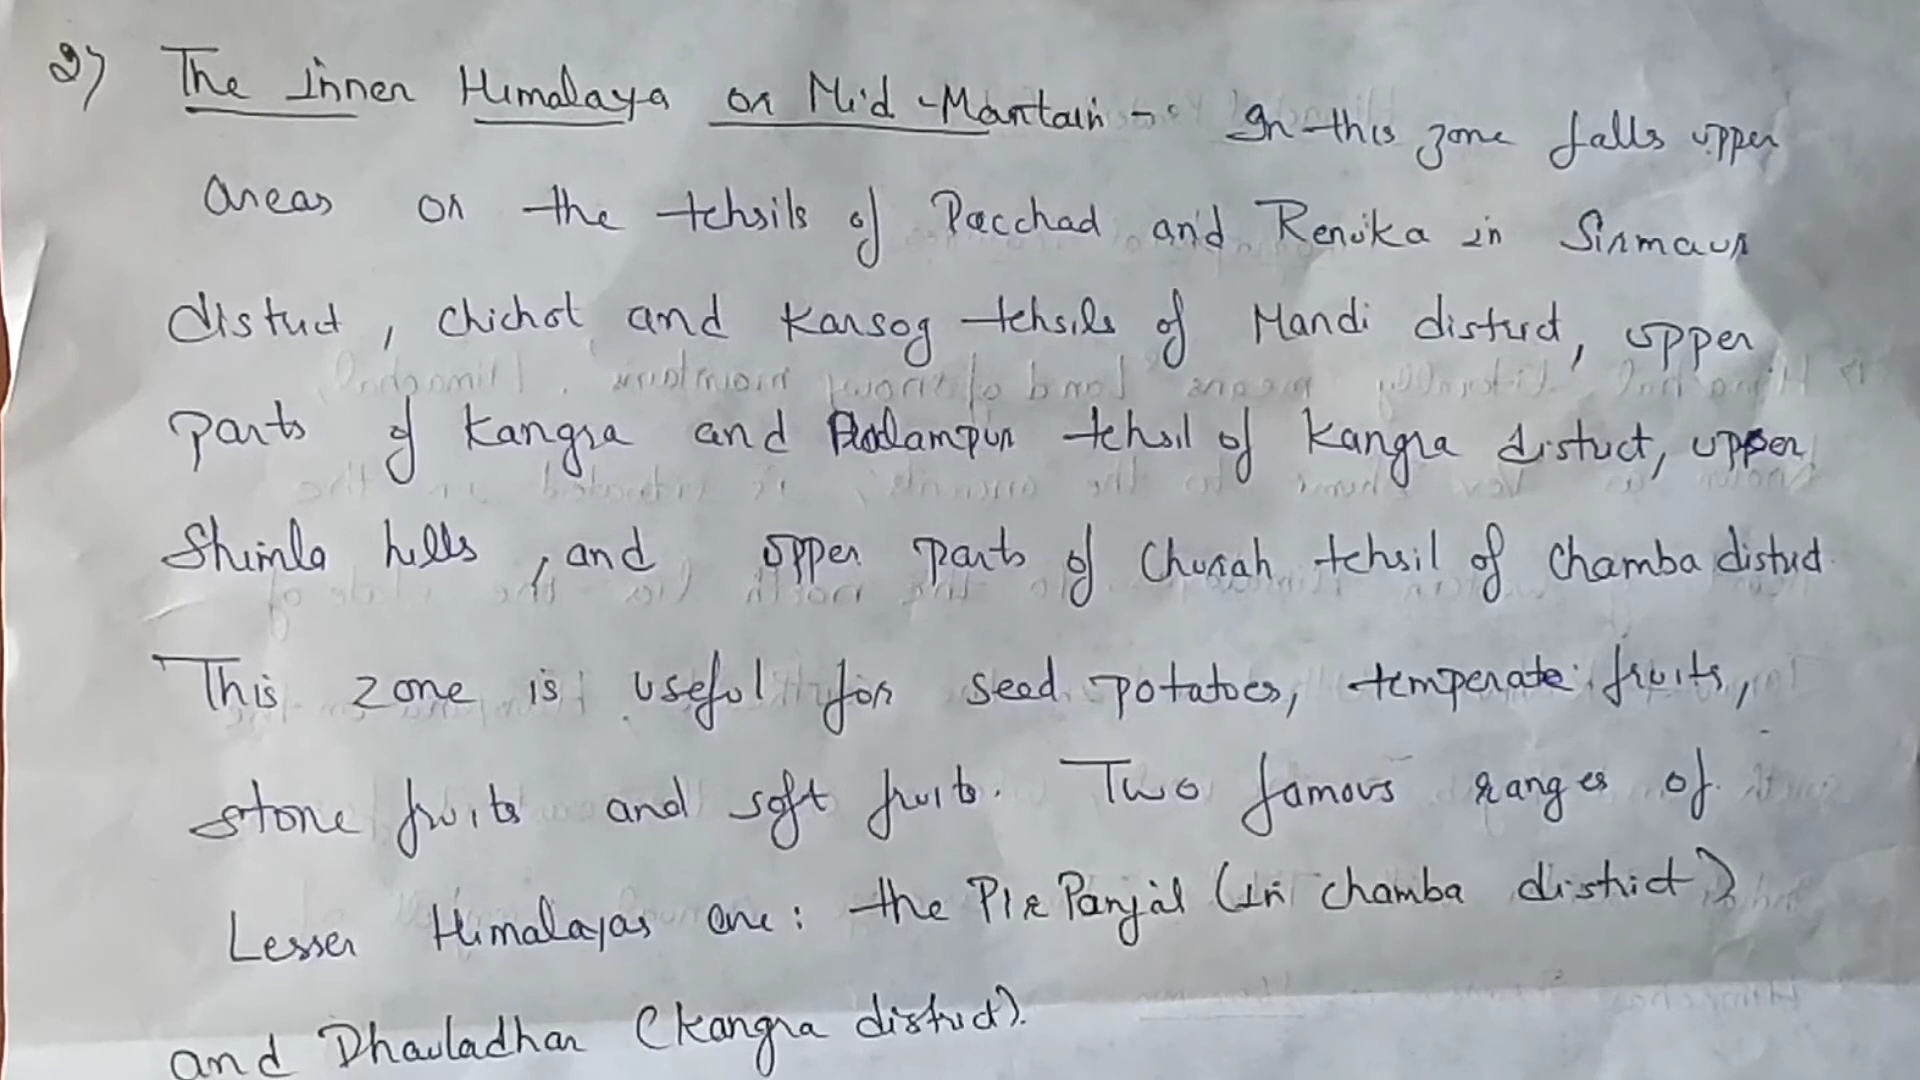 2) The Inner Himalaya or Mid-Mantain - In this zone falls upper
areas or the tehsils of Pacchad and Renuka in Sirmaur
district, Chichot and Karsog tehsils of Mandi district, upper
parts of Kangra and Palampur tehsil of Kangra district, upper
Shimla hills, and upper parts of Churah tehsil of Chamba district
This zone is useful for seed potatoes, temperate fruits,
stone fruits and soft fruits. Two famous ranges of
Lesser Himalayas are: the Pir Panjal (in chamba district)
and Dhauladhar (Kangra district).